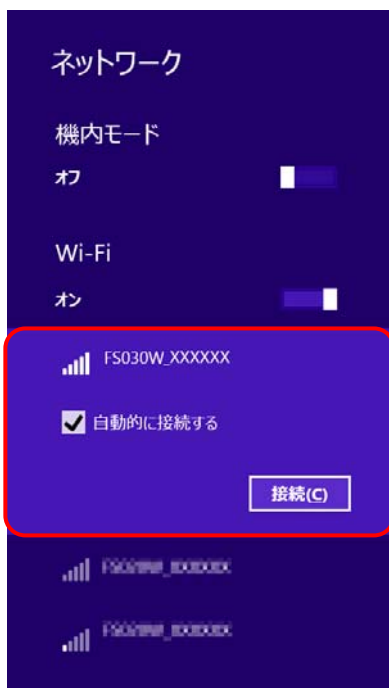 ネットワーク
機内モード
オフ
Wi-Fi
オン
FS030W_XXXXXX
自動的に接続する
接続(C)